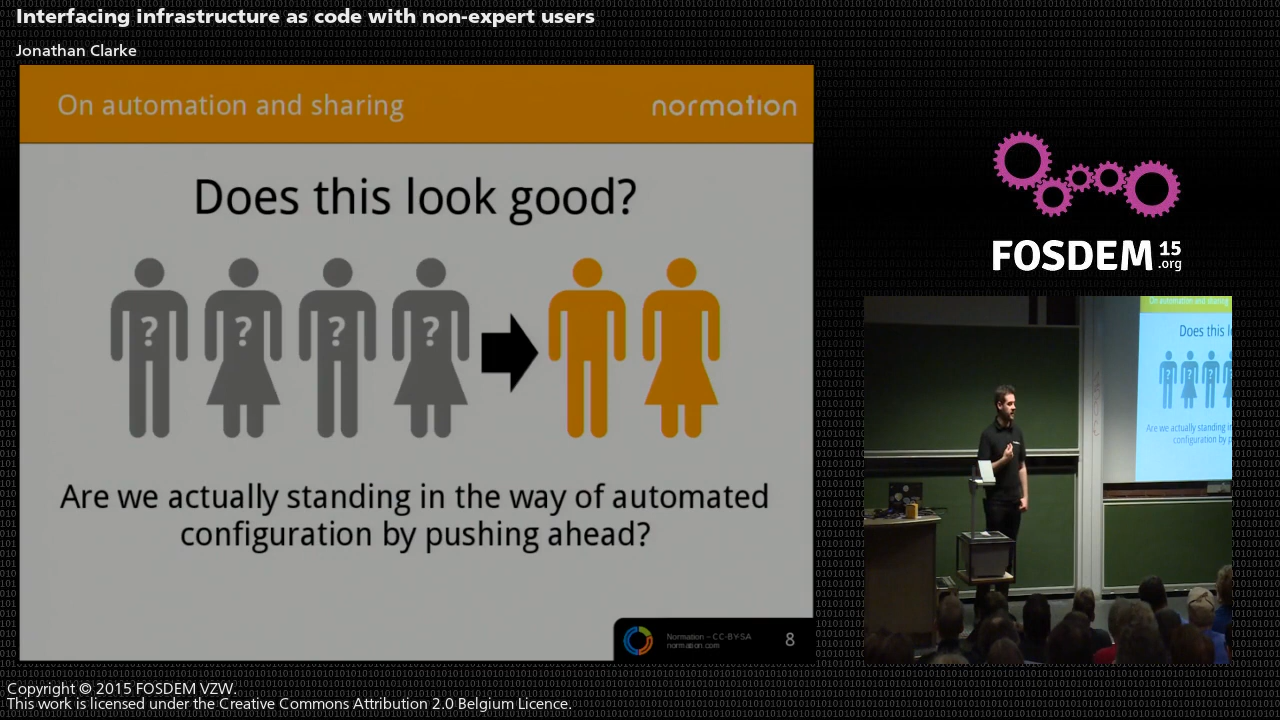 Interfacing infrastructure as code with non-expert users
Jonathan Clarke
On automation and sharing
normation
Does this look good?
? ? ? ?
Are we actually standing in the way of automated
configuration by pushing ahead?
Normation – CC-BY-SA
normation.com
8
FOSDEM 15
.org
On automation and sharing
Does this l
? ? ? ?
Are we actually standing in
configuration by p
Copyright © 2015 FOSDEM VZW.
This work is licensed under the Creative Commons Attribution 2.0 Belgium Licence.